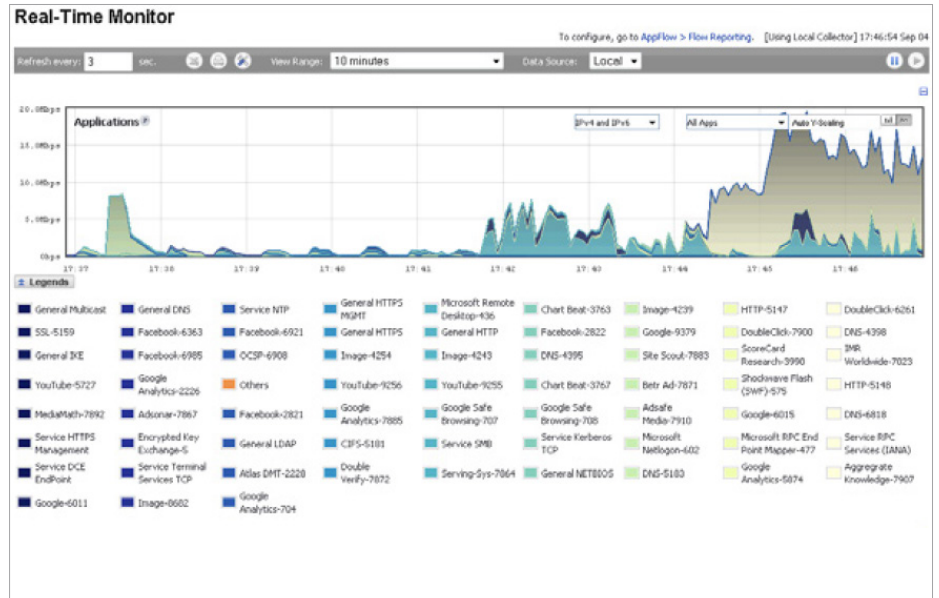 Real-Time Monitor
To configure, go to AppFlow > Flow Reporting. [Using Local Collector] 17:46:54 Sep 04
Refresh every: 3 sec. View Range: 10 minutes Data Source: Local
20.0Mbps
Applications IPv4 and IPv6 All Apps Auto Y-Scaling
15.0Mbps
10.0Mbps
5.0Mbps
0bps
17:37 17:38 17:39 17:40 17:41 17:42 17:43 17:44 17:45 17:46
Legends
General Multicast General DNS Service NTP General HTTPS MGMT Microsoft Remote Desktop-436 Chart Beat-3763 Image-4239 HTTP-5147 DoubleClick-6261
SSL-5159 Facebook-6363 Facebook-6921 General HTTPS General HTTP Facebook-2822 Google-9379 DoubleClick-7900 DNS-4398
General IKE Facebook-6985 OCSP-6908 Image-4254 Image-4243 DNS-4395 Site Scout-7883 ScoreCard Research-3990 IMR Worldwide-7823
YouTube-5727 Google Analytics-2226 Others YouTube-9256 YouTube-9255 Chart Beat-3767 Betr Ad-7871 Shockwave Flash (SWF)-575 HTTP-5148
MediaMath-7892 Adsonar-7867 Facebook-2821 Google Analytics-7885 Google Safe Browsing-707 Google Safe Browsing-708 Adsafe Media-7910 Google-6015 DNS-6818
Service HTTPS Management Encrypted Key Exchange-5 General LDAP CIFS-5181 Service SMB Service Kerberos TCP Microsoft Netlogon-602 Microsoft RPC End Point Mapper-477 Service RPC Services (IANA)
Service DCE EndPoint Service Terminal Services TCP Atlas DMT-2228 Double Verify-7872 Serving-Sys-7864 General NETBIOS DNS-5183 Google Analytics-5874 Aggregrate Knowledge-7907
Google-6011 Image-8682 Google Analytics-704